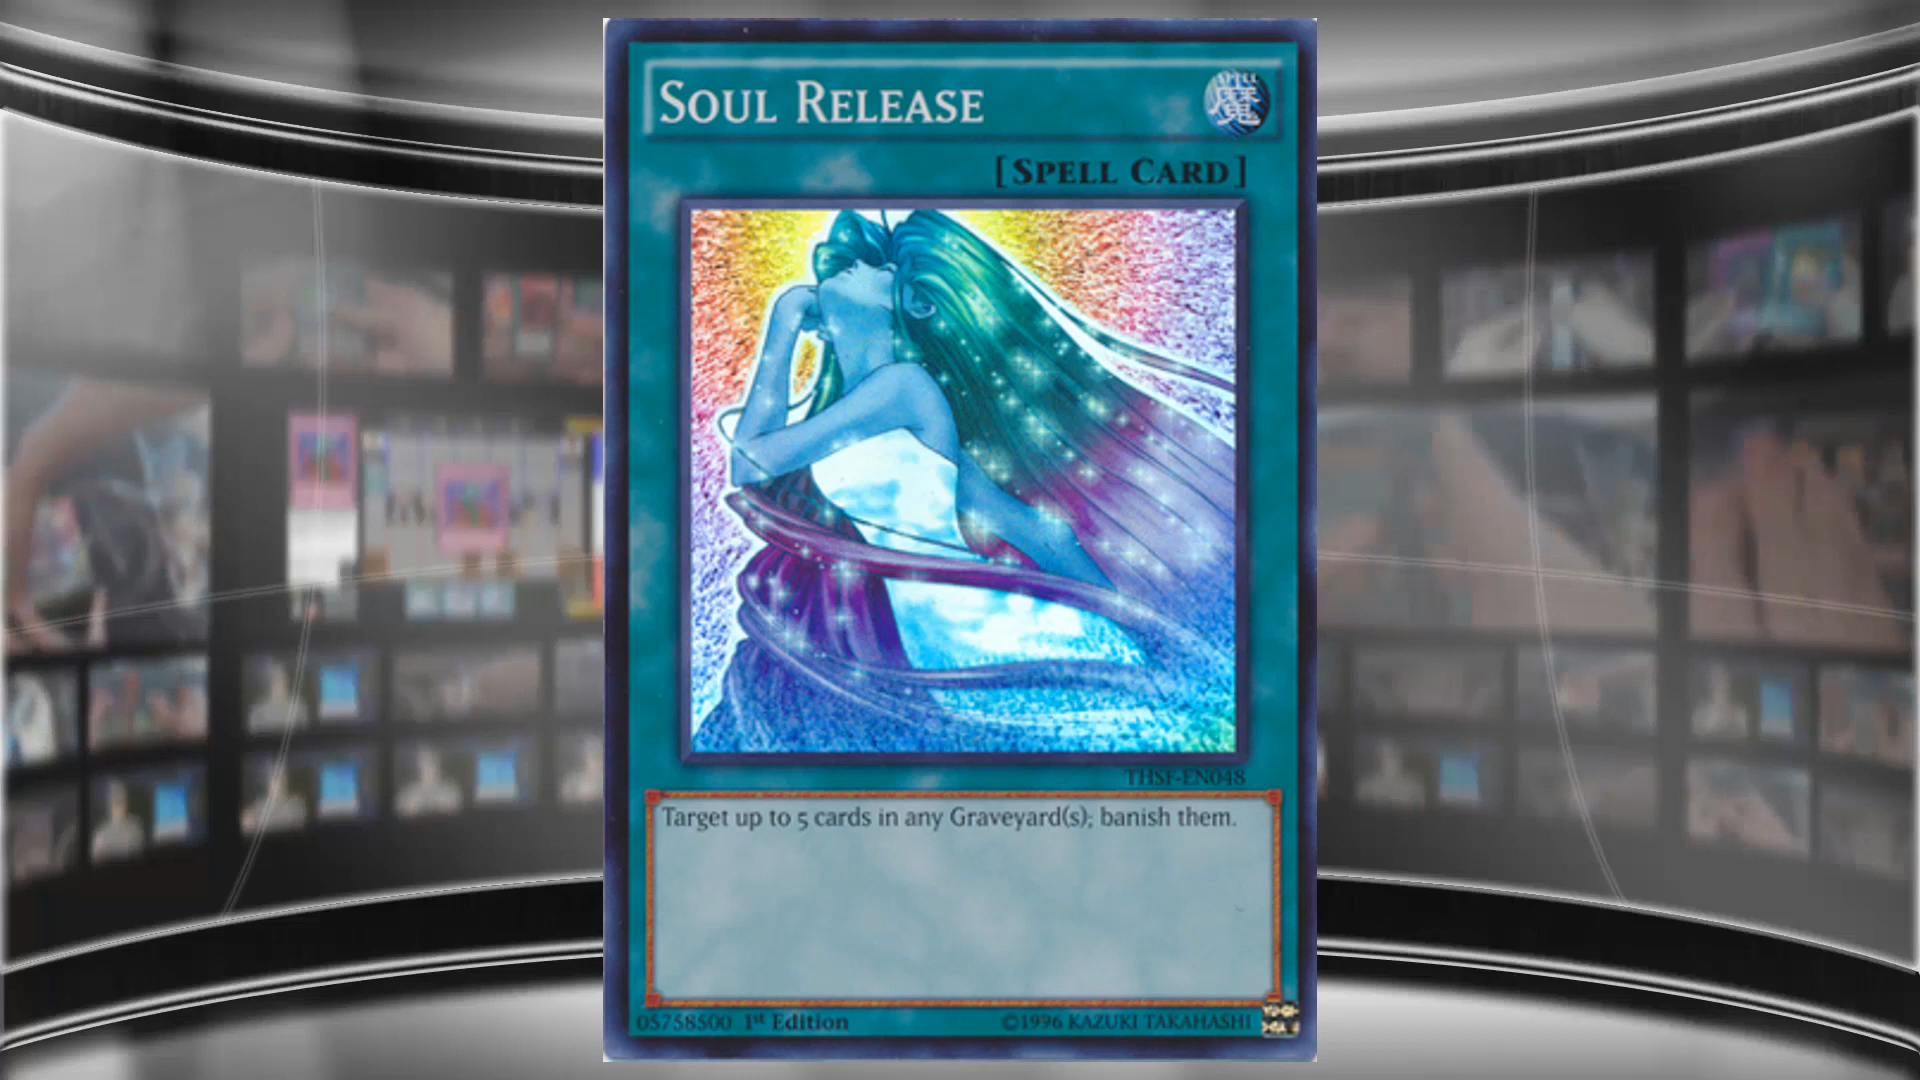 SOUL RELEASE
SPELL
魔
[SPELL CARD]
THSF-EN048
Target up to 5 cards in any Graveyard(s); banish them.
05758500 1st Edition
©1996 KAZUKI TAKAHASHI